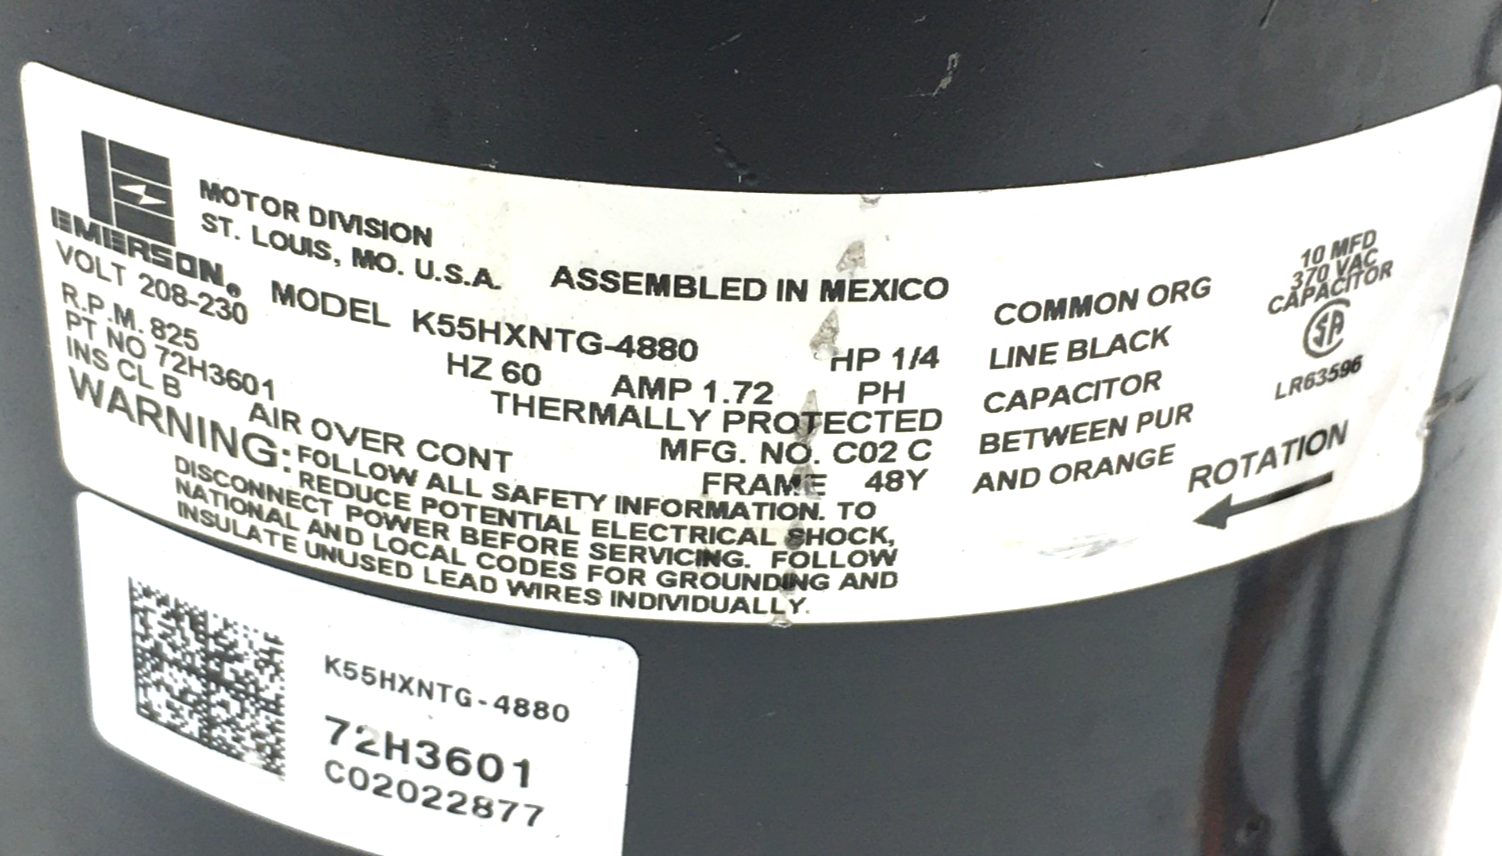 EMERSON®
MOTOR DIVISION
ST. LOUIS, MO. U.S.A.
ASSEMBLED IN MEXICO
VOLT 208-230
MODEL K55HXNTG-4880
R.P.M. 825
HZ 60
AMP 1.72
HP 1/4
PT NO 72H3601
PH
INS CL B
AIR OVER CONT
THERMALLY PROTECTED
MFG. NO. C02 C
FRAME 48Y
WARNING: FOLLOW ALL SAFETY INFORMATION. TO
REDUCE POTENTIAL ELECTRICAL SHOCK,
DISCONNECT POWER BEFORE SERVICING. FOLLOW
NATIONAL AND LOCAL CODES FOR GROUNDING AND
INSULATE UNUSED LEAD WIRES INDIVIDUALLY.
COMMON ORG
LINE BLACK
CAPACITOR
BETWEEN PUR
AND ORANGE
10 MFD
370 VAC
CAPACITOR
SA
LR63596
ROTATION
K55HXNTG-4880
72H3601
C02022877